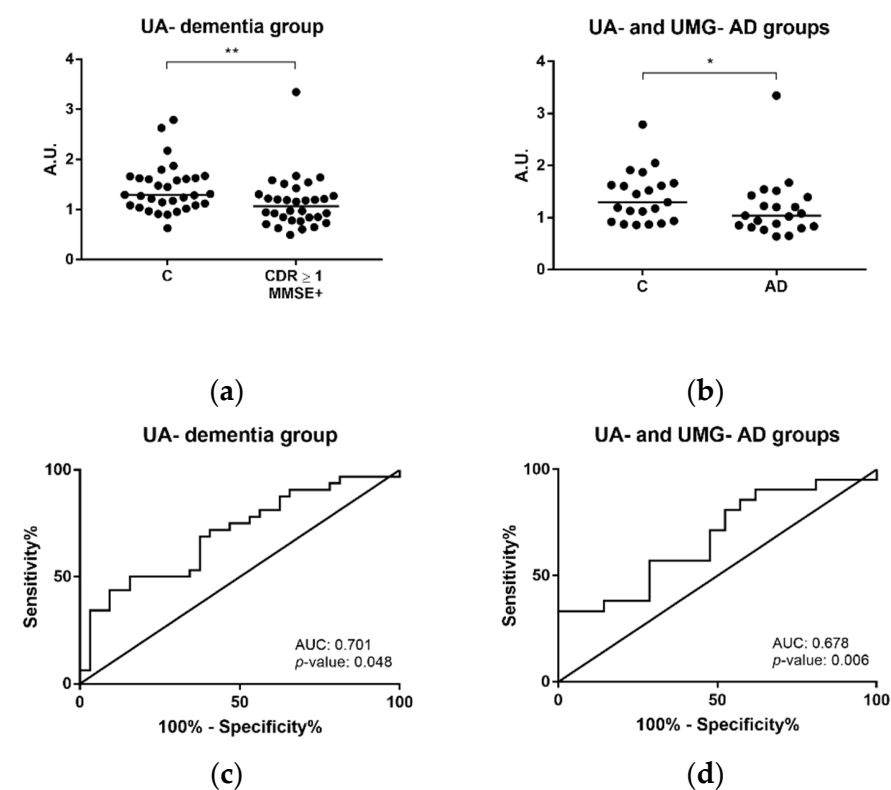 UA- dementia group
**
4
3
2
1
0
A.U.
C
CDR ≥ 1
MMSE+
(a)
UA- and UMG- AD groups
*
4
3
2
1
0
A.U.
C
AD
(b)
UA- dementia group
100
50
0
Sensitivity%
AUC: 0.701
p-value: 0.048
0
50
100
100% - Specificity%
(c)
UA- and UMG- AD groups
100
50
0
Sensitivity%
AUC: 0.678
p-value: 0.006
0
50
100
100% - Specificity%
(d)